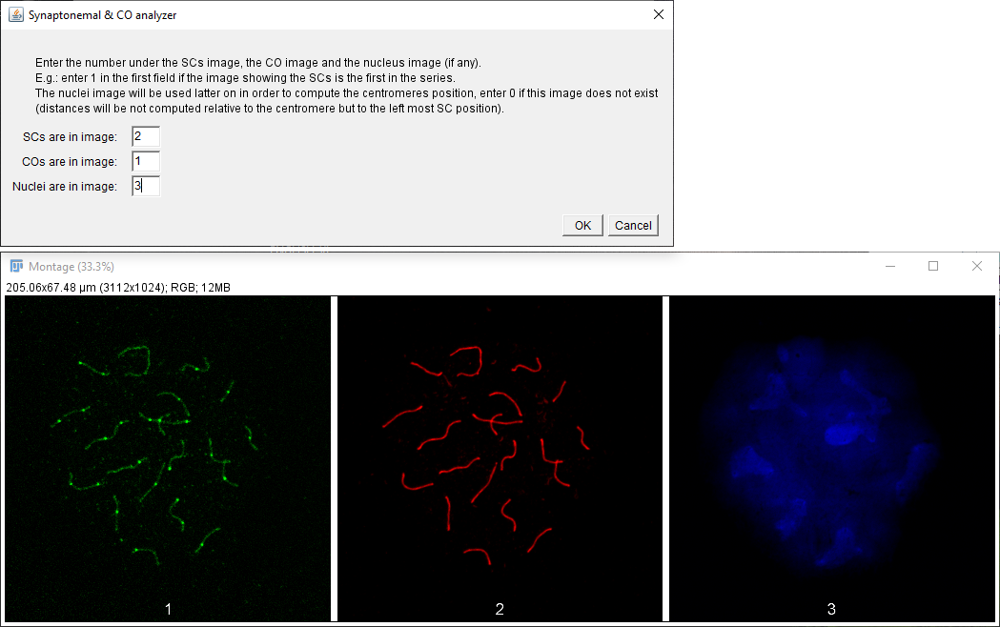 Synaptonemal & CO analyzer
Enter the number under the SCs image, the CO image and the nucleus image (if any).
E.g.: enter 1 in the first field if the image showing the SCs is the first in the series.
The nuclei image will be used latter on in order to compute the centromeres position, enter 0 if this image does not exist
(distances will be not computed relative to the centromere but to the left most SC position).
SCs are in image: 2
COs are in image: 1
Nuclei are in image: 3
OK Cancel
Montage (33.3%)
205.06x67.48 µm (3112x1024); RGB; 12MB
1 2 3